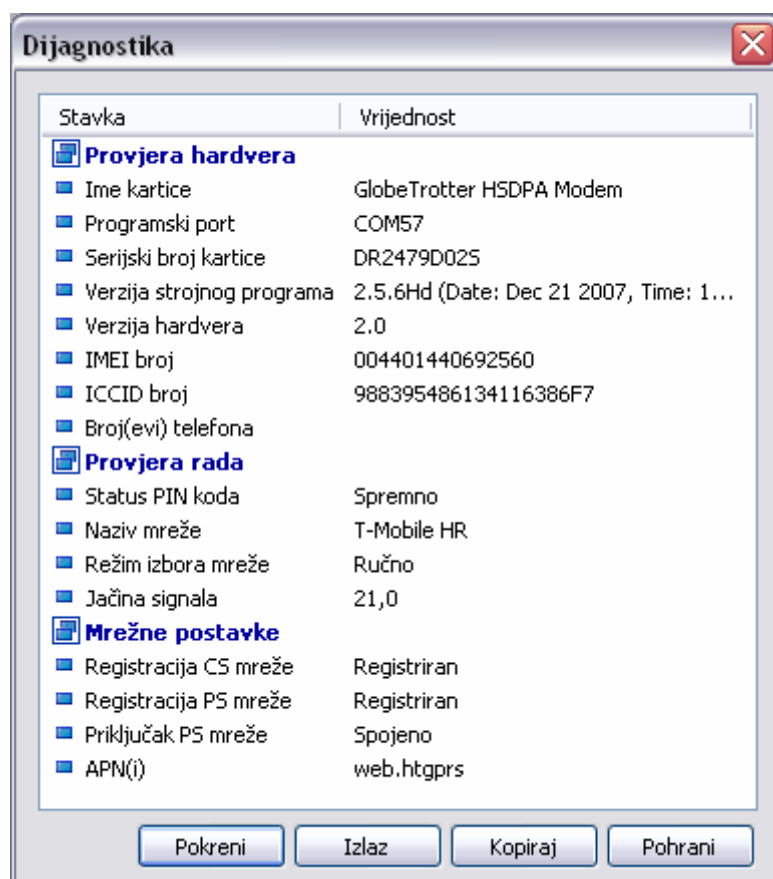 Dijagnostika
Stavka Vrijednost
Provjera hardvera
Ime kartice GlobeTrotter HSDPA Modem
Programski port COM57
Serijski broj kartice DR2479D02S
Verzija strojnog programa 2.5.6Hd (Date: Dec 21 2007, Time: 1...
Verzija hardvera 2.0
IMEI broj 004401440692560
ICCID broj 988395486134116386F7
Broj(evi) telefona
Provjera rada
Status PIN koda Spremno
Naziv mreže T-Mobile HR
Režim izbora mreže Ručno
Jačina signala 21,0
Mrežne postavke
Registracija CS mreže Registriran
Registracija PS mreže Registriran
Priključak PS mreže Spojeno
APN(i) web.htgprs
Pokreni Izlaz Kopiraj Pohrani